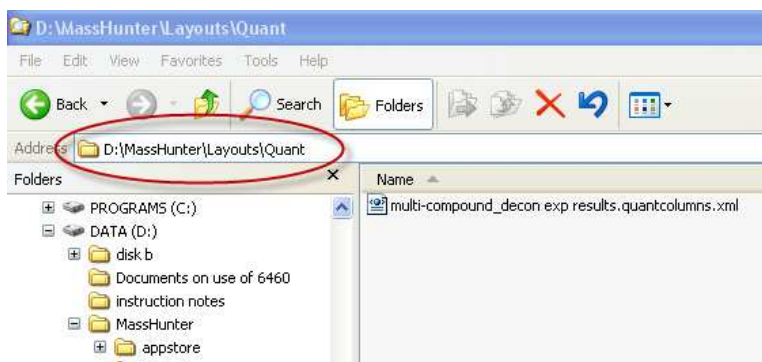 D:\MassHunter\Layouts\Quant
File Edit View Favorites Tools Help
Back Search Folders
Address D:\MassHunter\Layouts\Quant
Folders x Name
PROGRAMS (C:) multi-compound_decon exp results.quantcolumns.xml
DATA (D:)
disk b
Documents on use of 6460
instruction notes
MassHunter
appstore